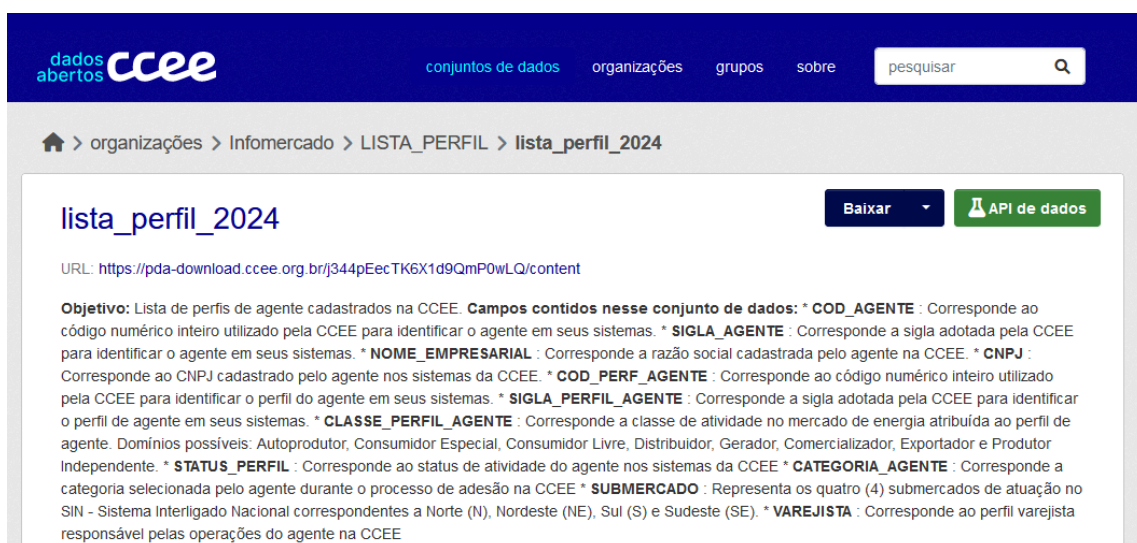 dados
abertos ccee
conjuntos de dados organizações grupos sobre pesquisar
> organizações > Infomercado > LISTA_PERFIL > lista_perfil_2024
lista_perfil_2024
Baixar API de dados
URL: https://pda-download.ccee.org.br/j344pEecTK6X1d9QmP0wLQ/content
Objetivo: Lista de perfis de agente cadastrados na CCEE. Campos contidos nesse conjunto de dados: * COD_AGENTE : Corresponde ao
código numérico inteiro utilizado pela CCEE para identificar o agente em seus sistemas. * SIGLA_AGENTE : Corresponde a sigla adotada pela CCEE
para identificar o agente em seus sistemas. * NOME_EMPRESARIAL : Corresponde a razão social cadastrada pelo agente na CCEE. * CNPJ :
Corresponde ao CNPJ cadastrado pelo agente nos sistemas da CCEE. * COD_PERF_AGENTE : Corresponde ao código numérico inteiro utilizado
pela CCEE para identificar o perfil do agente em seus sistemas. * SIGLA_PERFIL_AGENTE : Corresponde a sigla adotada pela CCEE para identificar
o perfil de agente em seus sistemas. * CLASSE_PERFIL_AGENTE : Corresponde a classe de atividade no mercado de energia atribuída ao perfil de
agente. Domínios possíveis: Autoprodutor, Consumidor Especial, Consumidor Livre, Distribuidor, Gerador, Comercializador, Exportador e Produtor
Independente. * STATUS_PERFIL : Corresponde ao status de atividade do agente nos sistemas da CCEE * CATEGORIA_AGENTE : Corresponde a
categoria selecionada pelo agente durante o processo de adesão na CCEE * SUBMERCADO : Representa os quatro (4) submercados de atuação no
SIN - Sistema Interligado Nacional correspondentes a Norte (N), Nordeste (NE), Sul (S) e Sudeste (SE). * VAREJISTA : Corresponde ao perfil varejista
responsável pelas operações do agente na CCEE